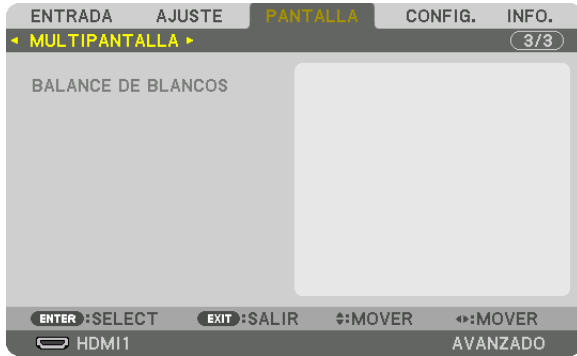 ENTRADA AJUSTE PANTALLA CONFIG. INFO.
MULTIPANTALLA 3/3
BALANCE DE BLANCOS
ENTER :SELECT EXIT :SALIR :MOVER :MOVER
HDMI1 AVANZADO